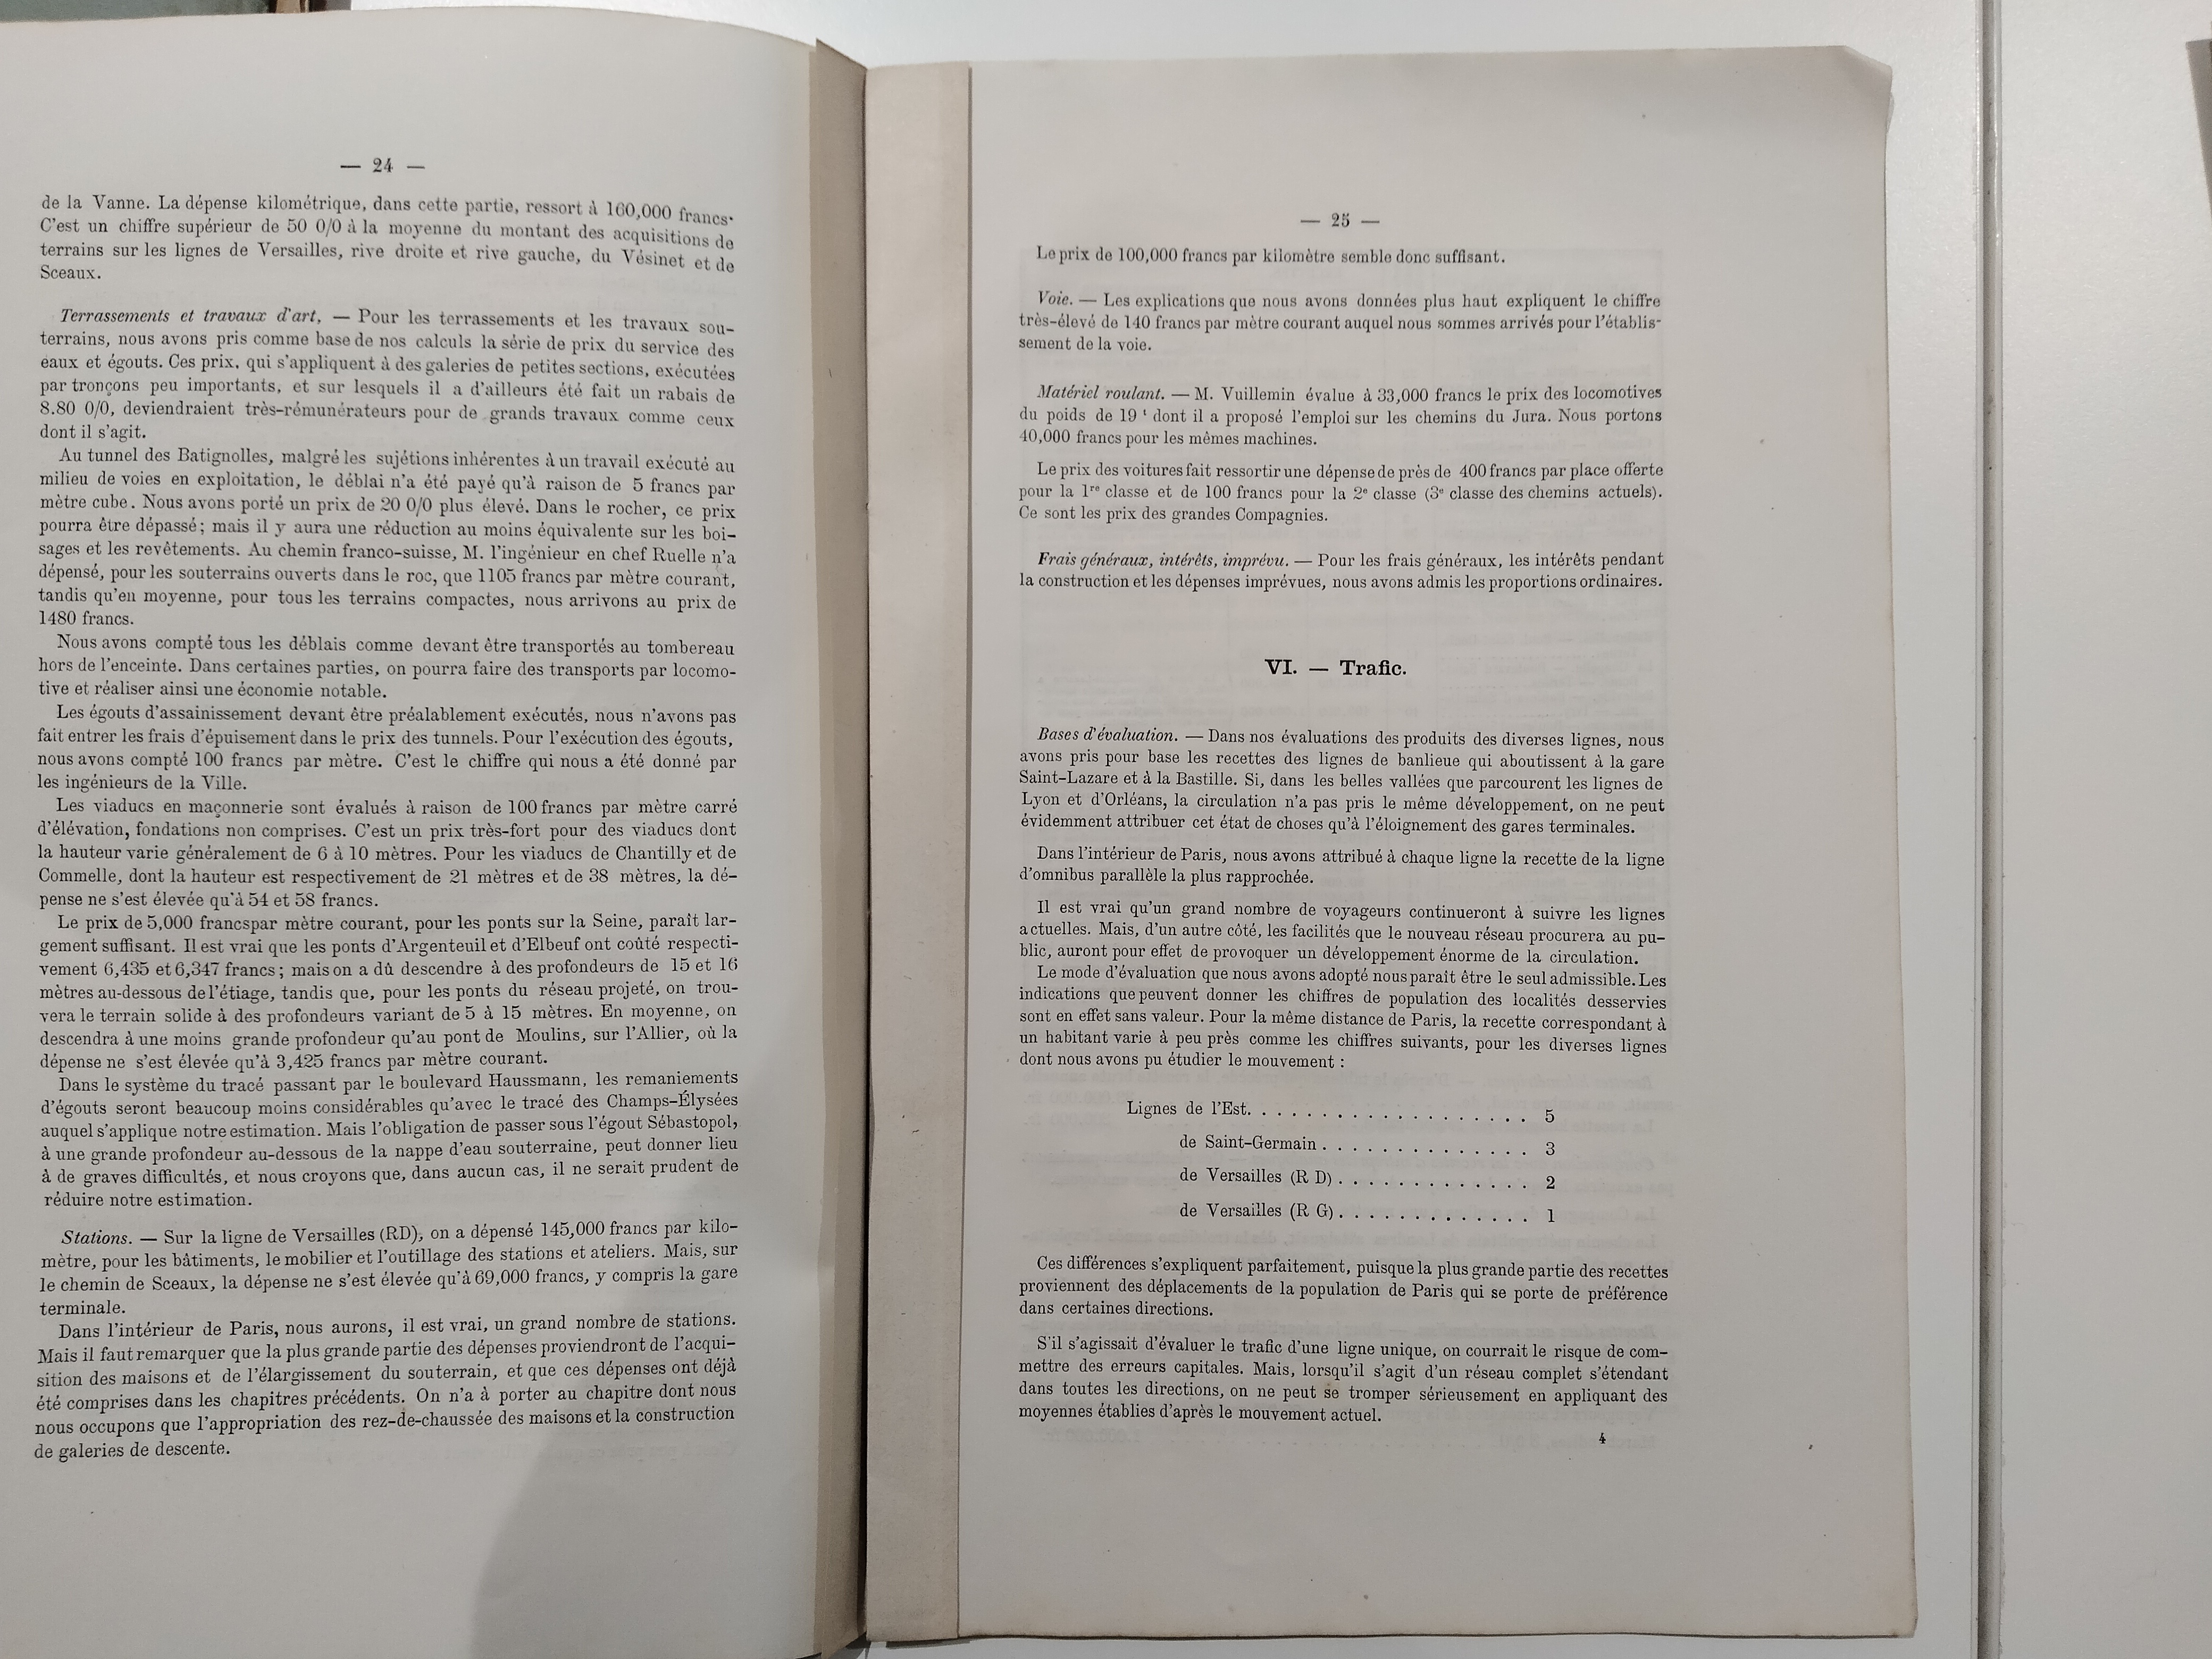 — 24 —
de la Vanne. La dépense kilométrique, dans cette partie, ressort à 160,000 francs.
C'est un chiffre supérieur de 50 0/0 à la moyenne du montant des acquisitions de
terrains sur les lignes de Versailles, rive droite et rive gauche, du Vésinet et de
Sceaux.
Terrassements et travaux d'art, — Pour les terrassements et les travaux sou-
terrains, nous avons pris comme base de nos calculs la série de prix du service des
eaux et égouts. Ces prix, qui s'appliquent à des galeries de petites sections, exécutées
par tronçons peu importants, et sur lesquels il a d'ailleurs été fait un rabais de
8.80 0/0, deviendraient très-rémunérateurs pour de grands travaux comme ceux
dont il s'agit.
Au tunnel des Batignolles, malgré les sujétions inhérentes à un travail exécuté au
milieu de voies en exploitation, le déblai n'a été payé qu'à raison de 5 francs par
mètre cube. Nous avons porté un prix de 20 0/0 plus élevé. Dans le rocher, ce prix
pourra être dépassé; mais il y aura une réduction au moins équivalente sur les boi-
sages et les revêtements. Au chemin franco-suisse, M. l'ingénieur en chef Ruelle n'a
dépensé, pour les souterrains ouverts dans le roc, que 1105 francs par mètre courant,
tandis qu'en moyenne, pour tous les terrains compactes, nous arrivons au prix de
1480 francs.
Nous avons compté tous les déblais comme devant être transportés au tombereau
hors de l'enceinte. Dans certaines parties, on pourra faire des transports par locomo-
tive et réaliser ainsi une économie notable.
Les égouts d'assainissement devant être préalablement exécutés, nous n'avons pas
fait entrer les frais d'épuisement dans le prix des tunnels. Pour l'exécution des égouts,
nous avons compté 100 francs par mètre. C'est le chiffre qui nous a été donné par
les ingénieurs de la Ville.
Les viaducs en maçonnerie sont évalués à raison de 100 francs par mètre carré
d'élévation, fondations non comprises. C'est un prix très-fort pour des viaducs dont
la hauteur varie généralement de 6 à 10 mètres. Pour les viaducs de Chantilly et de
Commelle, dont la hauteur est respectivement de 21 mètres et de 38 mètres, la dé-
pense ne s'est élevée qu'à 54 et 58 francs.
Le prix de 5,000 francspar mètre courant, pour les ponts sur la Seine, paraît lar-
gement suffisant. Il est vrai que les ponts d'Argenteuil et d'Elbeuf ont coûté respecti-
vement 6,435 et 6,347 francs; mais on a dû descendre à des profondeurs de 15 et 16
mètres au-dessous de l'étiage, tandis que, pour les ponts du réseau projeté, on trou-
vera le terrain solide à des profondeurs variant de 5 à 15 mètres. En moyenne, on
descendra à une moins grande profondeur qu'au pont de Moulins, sur l'Allier, où la
dépense ne s'est élevée qu'à 3,425 francs par mètre courant.
Dans le système du tracé passant par le boulevard Haussmann, les remaniements
d'égouts seront beaucoup moins considérables qu'avec le tracé des Champs-Élysées
auquel s'applique notre estimation. Mais l'obligation de passer sous l'égout Sébastopol,
à une grande profondeur au-dessous de la nappe d'eau souterraine, peut donner lieu
à de graves difficultés, et nous croyons que, dans aucun cas, il ne serait prudent de
réduire notre estimation.
Stations. — Sur la ligne de Versailles (RD), on a dépensé 145,000 francs par kilo-
mètre, pour les bâtiments, le mobilier et l'outillage des stations et ateliers. Mais, sur
le chemin de Sceaux, la dépense ne s'est élevée qu'à 69,000 francs, y compris la gare
terminale.
Dans l'intérieur de Paris, nous aurons, il est vrai, un grand nombre de stations.
Mais il faut remarquer que la plus grande partie des dépenses proviendront de l'acqui-
sition des maisons et de l'élargissement du souterrain, et que ces dépenses ont déjà
été comprises dans les chapitres précédents. On n'a à porter au chapitre dont nous
nous occupons que l'appropriation des rez-de-chaussée des maisons et la construction
de galeries de descente.
— 25 —
Le prix de 100,000 francs par kilomètre semble donc suffisant.
Voie. — Les explications que nous avons données plus haut expliquent le chiffre
très-élevé de 140 francs par mètre courant auquel nous sommes arrivés pour l'établis-
sement de la voie.
Matériel roulant. — M. Vuillemin évalue à 33,000 francs le prix des locomotives
du poids de 19 t dont il a proposé l'emploi sur les chemins du Jura. Nous portons
40,000 francs pour les mêmes machines.
Le prix des voitures fait ressortir une dépense de près de 400 francs par place offerte
pour la 1re classe et de 100 francs pour la 2e classe (3e classe des chemins actuels).
Ce sont les prix des grandes Compagnies.
Frais généraux, intérêts, imprévu. — Pour les frais généraux, les intérêts pendant
la construction et les dépenses imprévues, nous avons admis les proportions ordinaires.
VI. — Trafic.
Bases d'évaluation. — Dans nos évaluations des produits des diverses lignes, nous
avons pris pour base les recettes des lignes de banlieue qui aboutissent à la gare
Saint-Lazare et à la Bastille. Si, dans les belles vallées que parcourent les lignes de
Lyon et d'Orléans, la circulation n'a pas pris le même développement, on ne peut
évidemment attribuer cet état de choses qu'à l'éloignement des gares terminales.
Dans l'intérieur de Paris, nous avons attribué à chaque ligne la recette de la ligne
d'omnibus parallèle la plus rapprochée.
Il est vrai qu'un grand nombre de voyageurs continueront à suivre les lignes
actuelles. Mais, d'un autre côté, les facilités que le nouveau réseau procurera au pu-
blic, auront pour effet de provoquer un développement énorme de la circulation.
Le mode d'évaluation que nous avons adopté nous paraît être le seul admissible. Les
indications que peuvent donner les chiffres de population des localités desservies
sont en effet sans valeur. Pour la même distance de Paris, la recette correspondant à
un habitant varie à peu près comme les chiffres suivants, pour les diverses lignes
dont nous avons pu étudier le mouvement :
Lignes de l'Est. . . . . . . . . . . . . . . . . . . 5
de Saint-Germain . . . . . . . . . . . . . . 3
de Versailles (R D) . . . . . . . . . . . . . 2
de Versailles (R G) . . . . . . . . . . . . . 1
Ces différences s'expliquent parfaitement, puisque la plus grande partie des recettes
proviennent des déplacements de la population de Paris qui se porte de préférence
dans certaines directions.
S'il s'agissait d'évaluer le trafic d'une ligne unique, on courrait le risque de com-
mettre des erreurs capitales. Mais, lorsqu'il s'agit d'un réseau complet s'étendant
dans toutes les directions, on ne peut se tromper sérieusement en appliquant des
moyennes établies d'après le mouvement actuel.
4